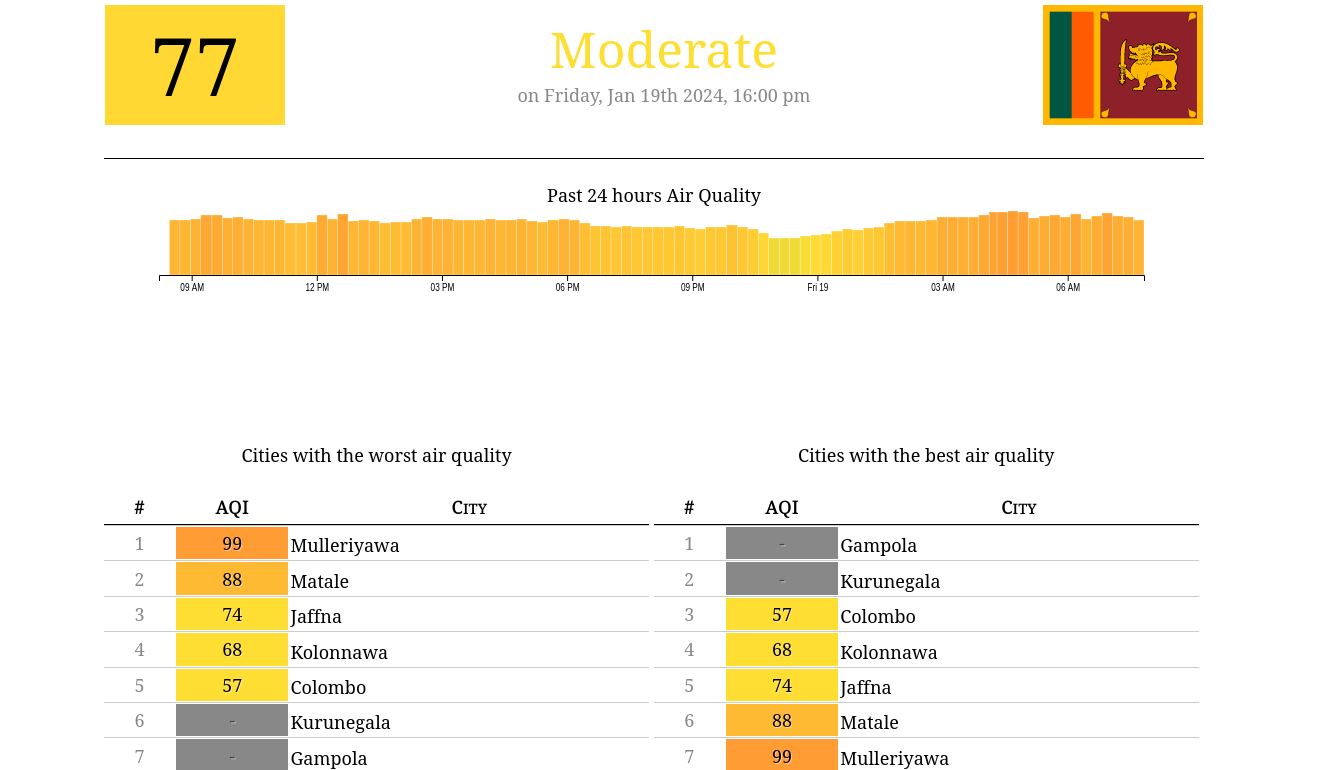 77
Moderate
on Friday, Jan 19th 2024, 16:00 pm
Past 24 hours Air Quality
09 AM 12 PM 03 PM 06 PM 09 PM Fri 19 03 AM 06 AM
Cities with the worst air quality
# AQI City
1 99 Mulleriyawa
2 88 Matale
3 74 Jaffna
4 68 Kolonnawa
5 57 Colombo
6 - Kurunegala
7 - Gampola
Cities with the best air quality
# AQI City
1 - Gampola
2 - Kurunegala
3 57 Colombo
4 68 Kolonnawa
5 74 Jaffna
6 88 Matale
7 99 Mulleriyawa